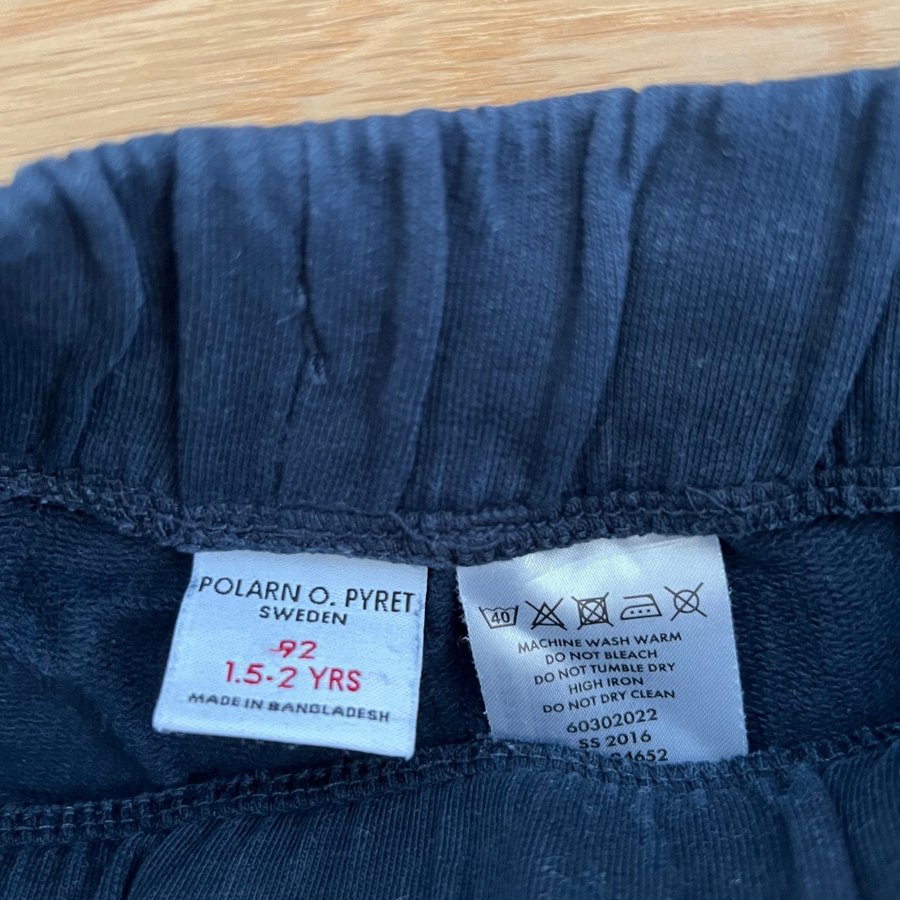 POLARN O. PYRET
SWEDEN
92
1.5-2 YRS
MADE IN BANGLADESH
40
MACHINE WASH WARM
DO NOT BLEACH
DO NOT TUMBLE DRY
HIGH IRON
DO NOT DRY CLEAN
60302022
SS 2016